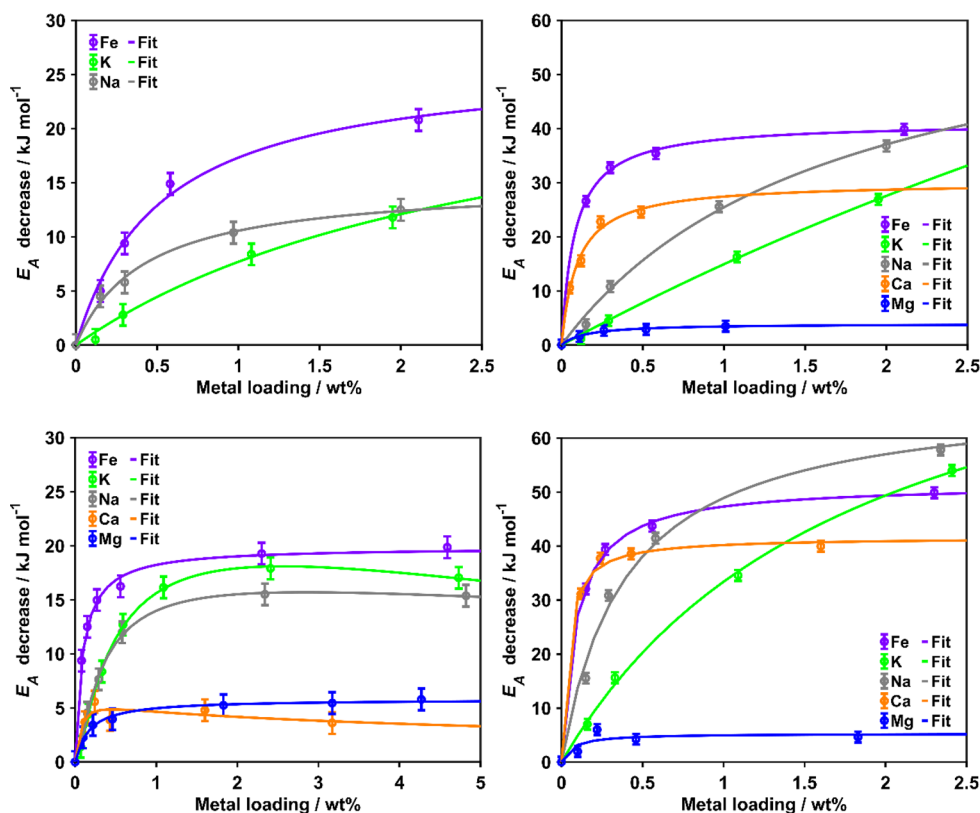 30
25
20
15
10
5
0
E_A decrease / kJ mol⁻¹
Fe – Fit
K – Fit
Na – Fit
0 0.5 1 1.5 2 2.5
Metal loading / wt%
60
50
40
30
20
10
0
E_A decrease / kJ mol⁻¹
Fe – Fit
K – Fit
Na – Fit
Ca – Fit
Mg – Fit
0 0.5 1 1.5 2 2.5
Metal loading / wt%
30
25
20
15
10
5
0
E_A decrease / kJ mol⁻¹
Fe – Fit
K – Fit
Na – Fit
Ca – Fit
Mg – Fit
0 1 2 3 4 5
Metal loading / wt%
60
50
40
30
20
10
0
E_A decrease / kJ mol⁻¹
Fe – Fit
K – Fit
Na – Fit
Ca – Fit
Mg – Fit
0 0.5 1 1.5 2 2.5
Metal loading / wt%